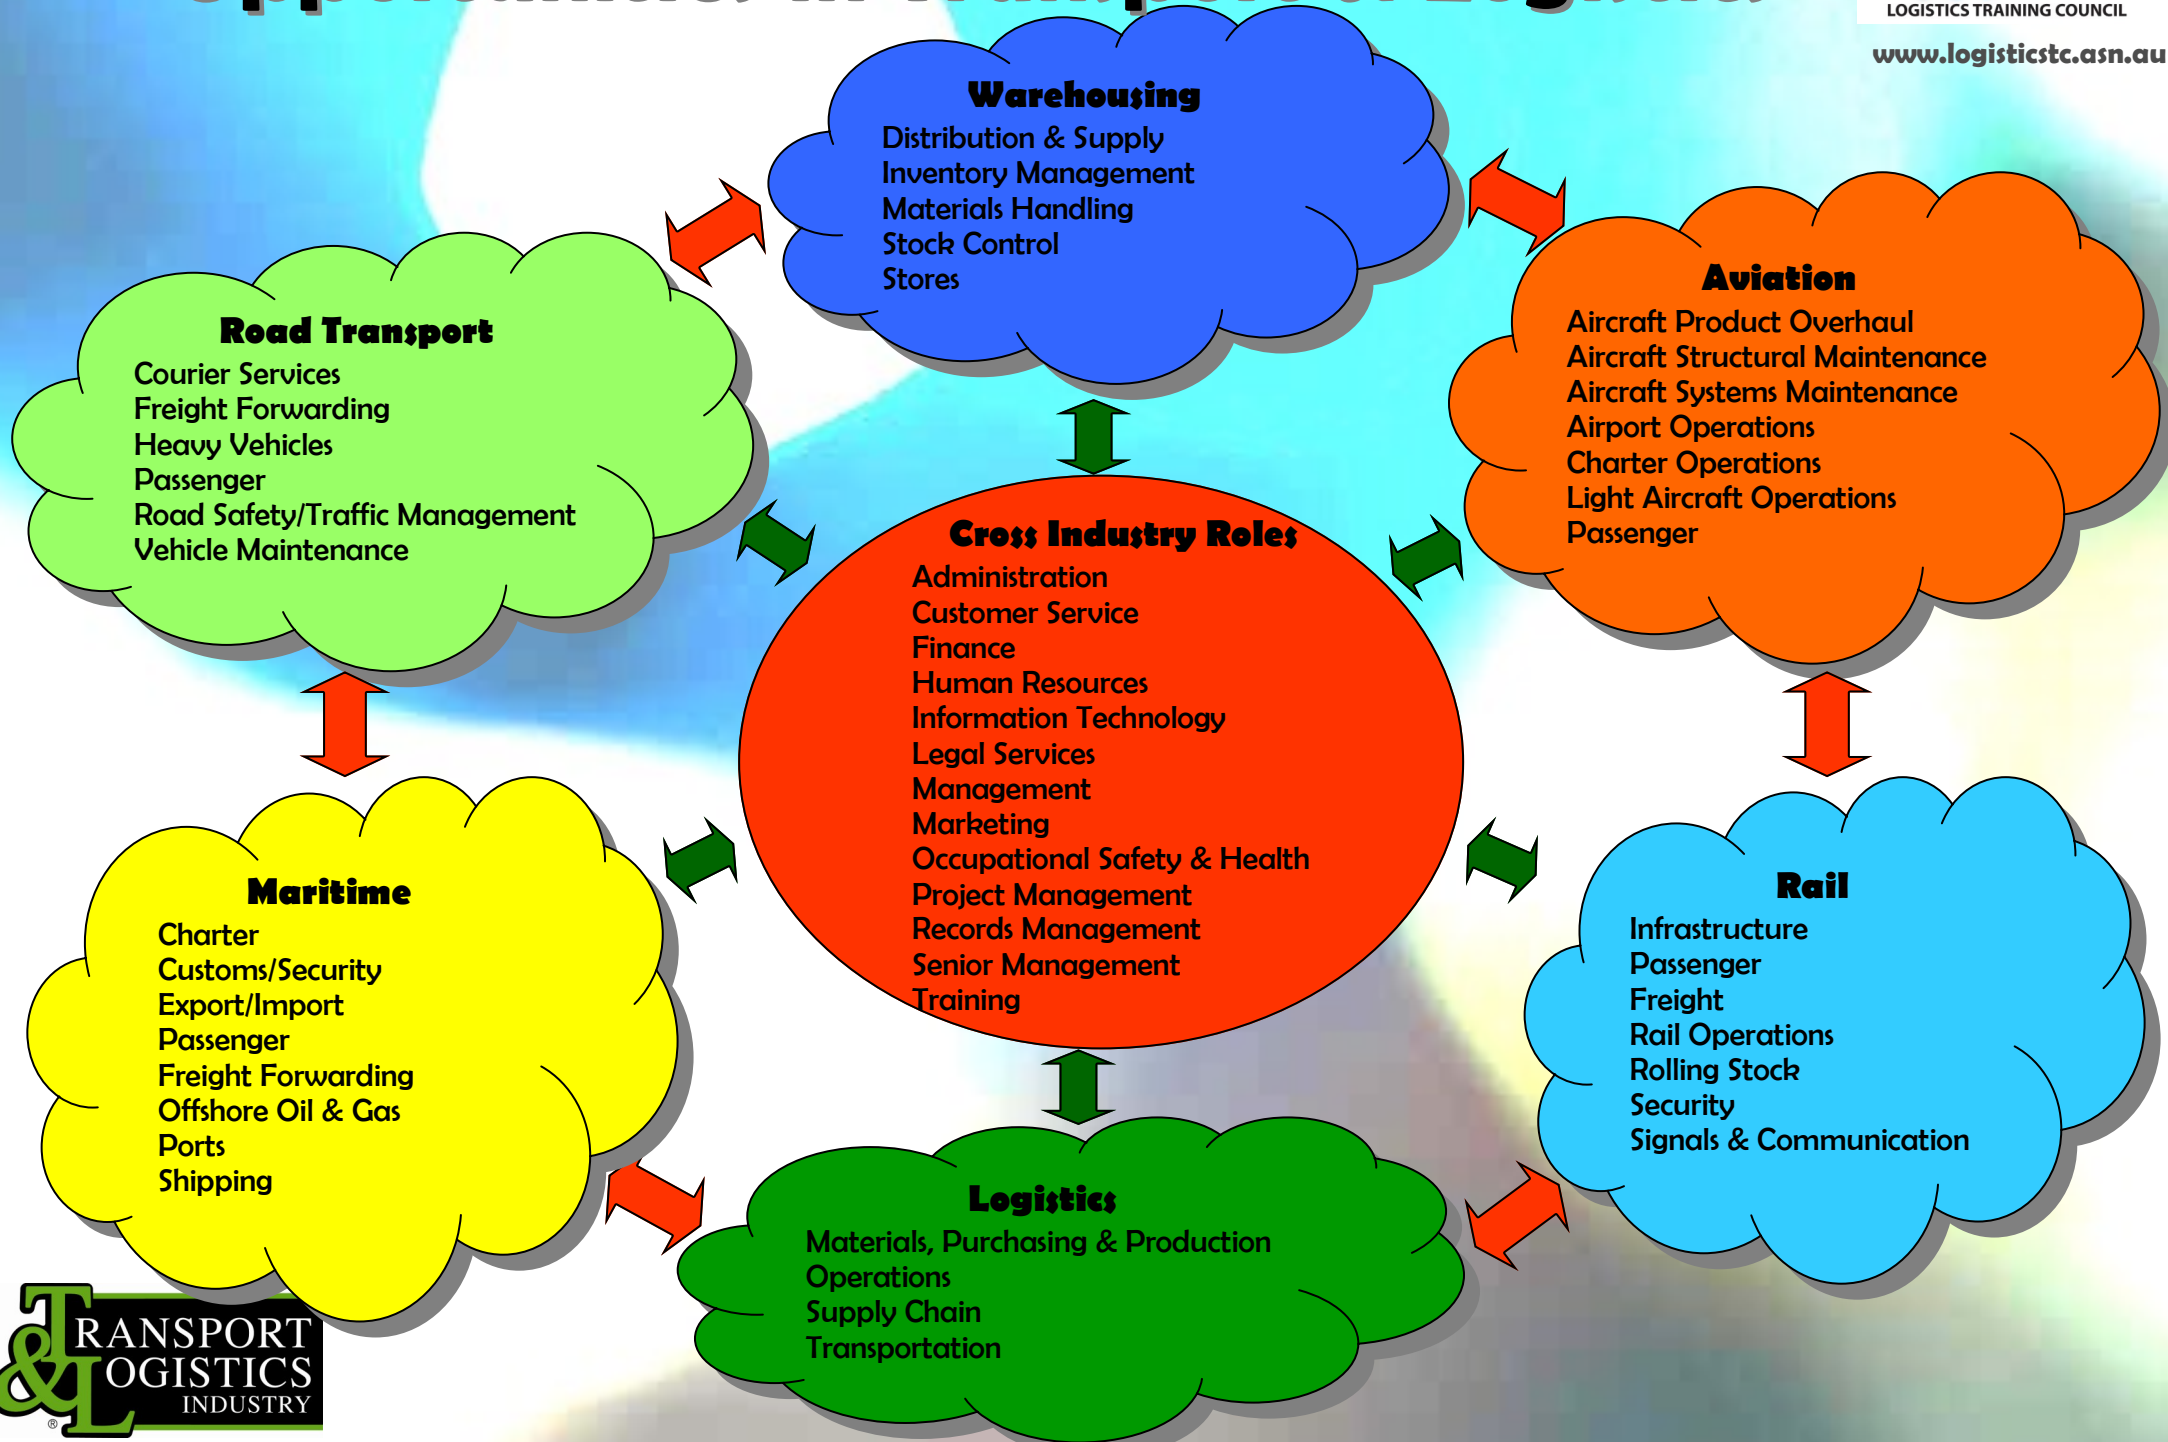 Opportunities in Transport & Logistics
LOGISTICS TRAINING COUNCIL
www.logisticstc.asn.au
Warehousing
Distribution & Supply
Inventory Management
Materials Handling
Stock Control
Stores
Aviation
Aircraft Product Overhaul
Aircraft Structural Maintenance
Aircraft Systems Maintenance
Airport Operations
Charter Operations
Light Aircraft Operations
Passenger
Road Transport
Courier Services
Freight Forwarding
Heavy Vehicles
Passenger
Road Safety/Traffic Management
Vehicle Maintenance
Cross Industry Roles
Administration
Customer Service
Finance
Human Resources
Information Technology
Legal Services
Management
Marketing
Occupational Safety & Health
Project Management
Records Management
Senior Management
Training
Maritime
Charter
Customs/Security
Export/Import
Passenger
Freight Forwarding
Offshore Oil & Gas
Ports
Shipping
Rail
Infrastructure
Passenger
Freight
Rail Operations
Rolling Stock
Security
Signals & Communication
Logistics
Materials, Purchasing & Production
Operations
Supply Chain
Transportation
TRANSPORT
& LOGISTICS
INDUSTRY
®